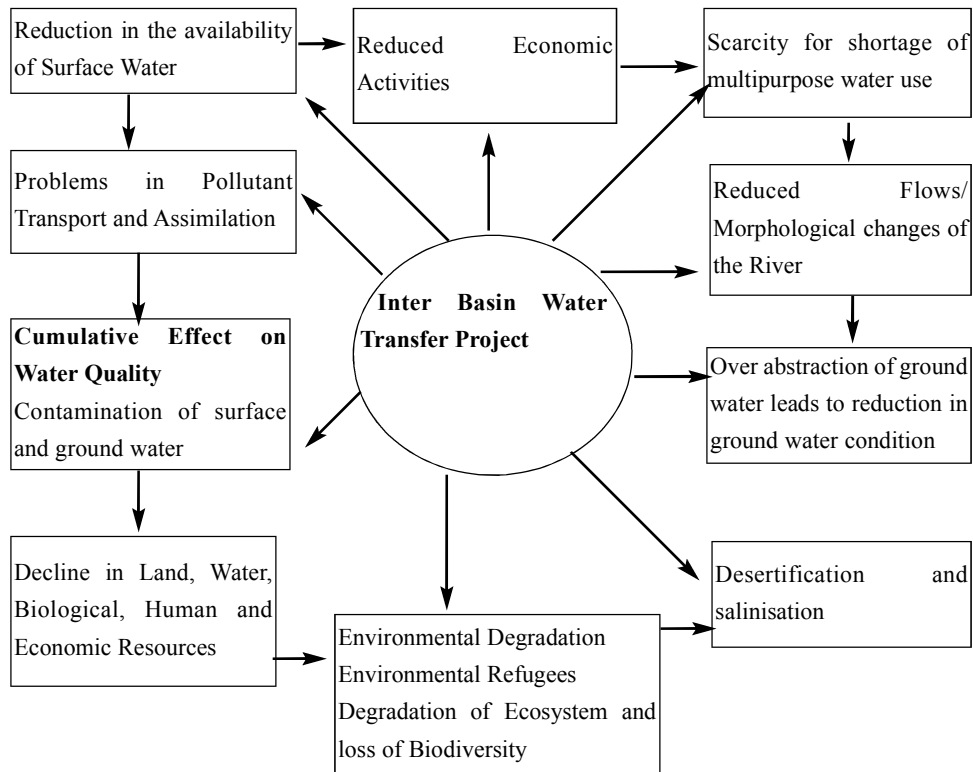 Reduction in the availability
of Surface Water
Reduced Economic
Activities
Scarcity for shortage of
multipurpose water use
Problems in Pollutant
Transport and Assimilation
Reduced Flows/
Morphological changes of
the River
Inter Basin Water
Transfer Project
Cumulative Effect on
Water Quality
Contamination of surface
and ground water
Over abstraction of ground
water leads to reduction in
ground water condition
Decline in Land, Water,
Biological, Human and
Economic Resources
Desertification and
salinisation
Environmental Degradation
Environmental Refugees
Degradation of Ecosystem and
loss of Biodiversity